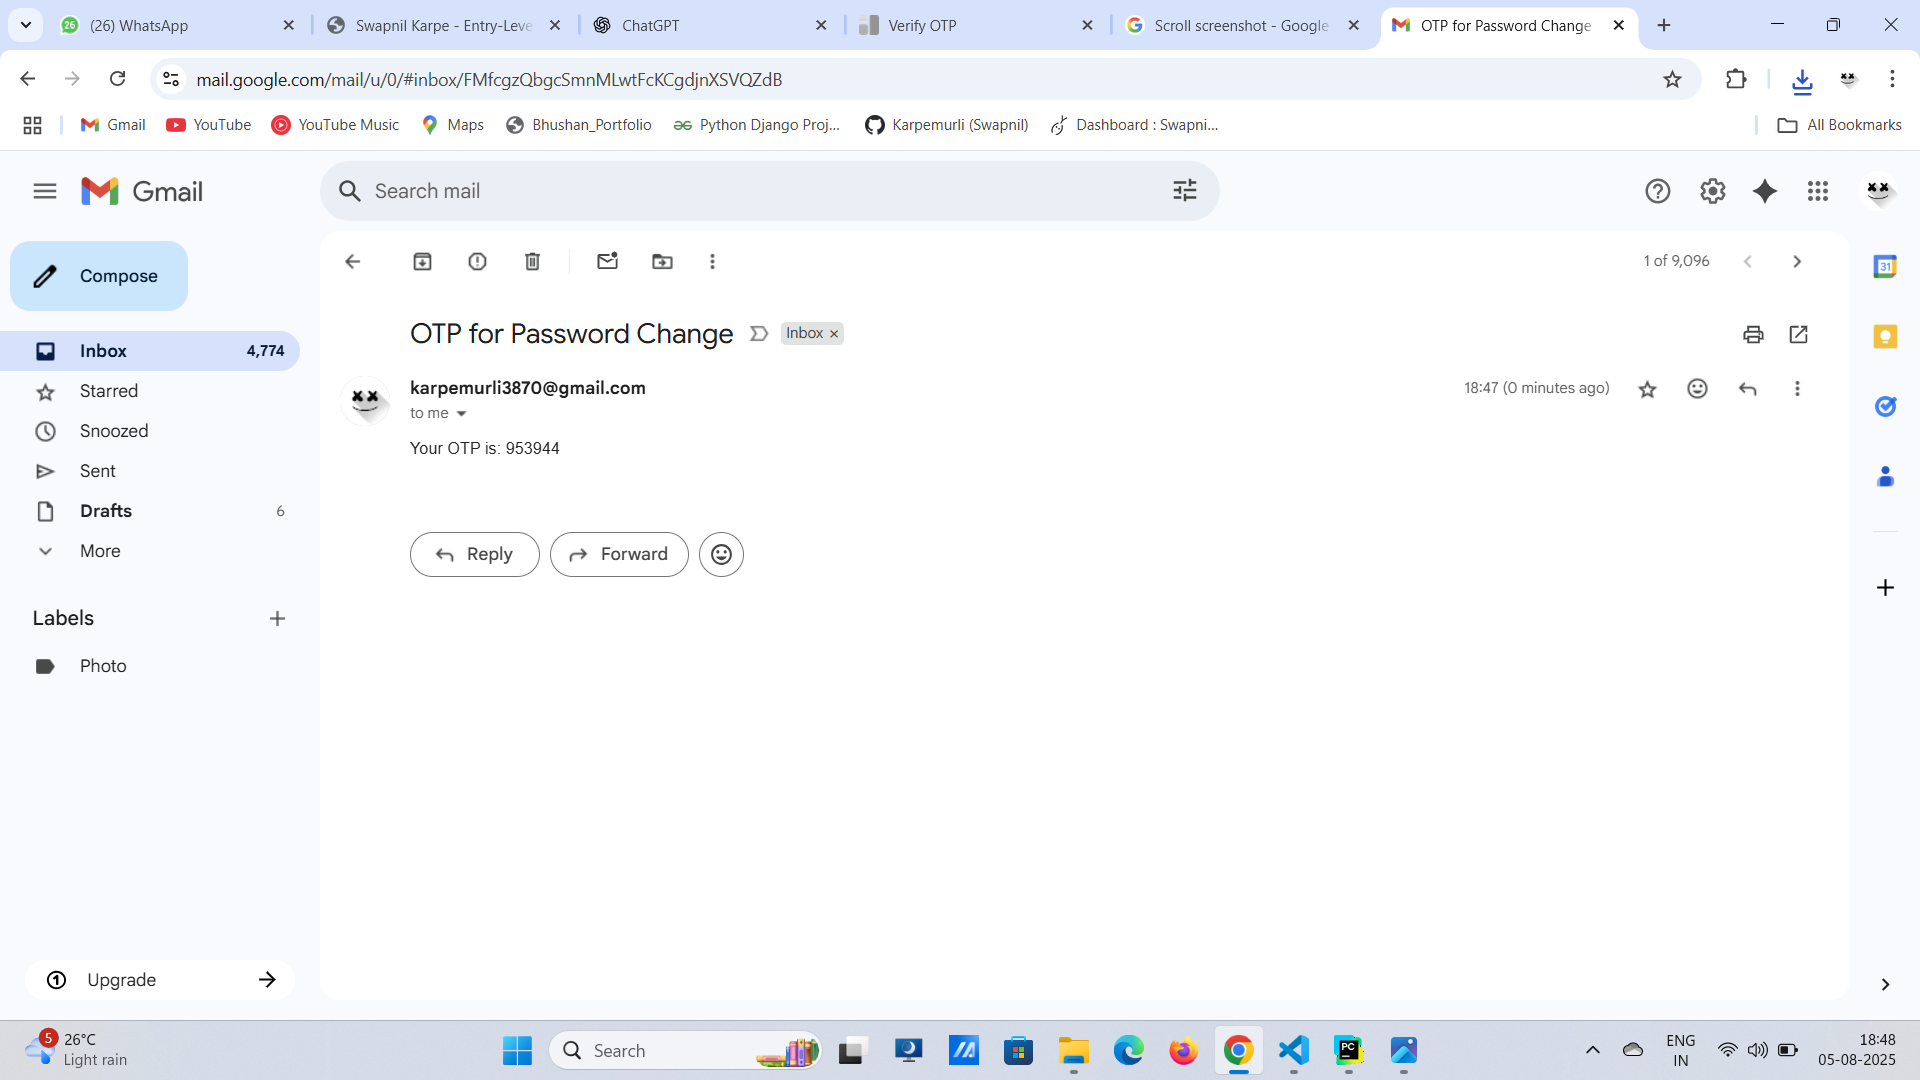 26
(26) WhatsApp
Swapnil Karpe - Entry-Leve
ChatGPT
Verify OTP
Scroll screenshot - Google
OTP for Password Change
mail.google.com/mail/u/0/#inbox/FMfcgzQbgcSmnMLwtFcKCgdjnXSVQZdB
Gmail
YouTube
YouTube Music
Maps
Bhushan_Portfolio
Python Django Proj...
Karpemurli (Swapnil)
Dashboard : Swapni...
All Bookmarks
Gmail
Search mail
Compose
1 of 9,096
31
OTP for Password Change
Inbox ×
Inbox 4,774
Starred
Snoozed
Sent
Drafts 6
More
Labels
Photo
karpemurli3870@gmail.com
18:47 (0 minutes ago)
to me
Your OTP is: 953944
Reply
Forward
Upgrade
5
26°C
Light rain
Search
PC
ENG
IN
18:48
05-08-2025